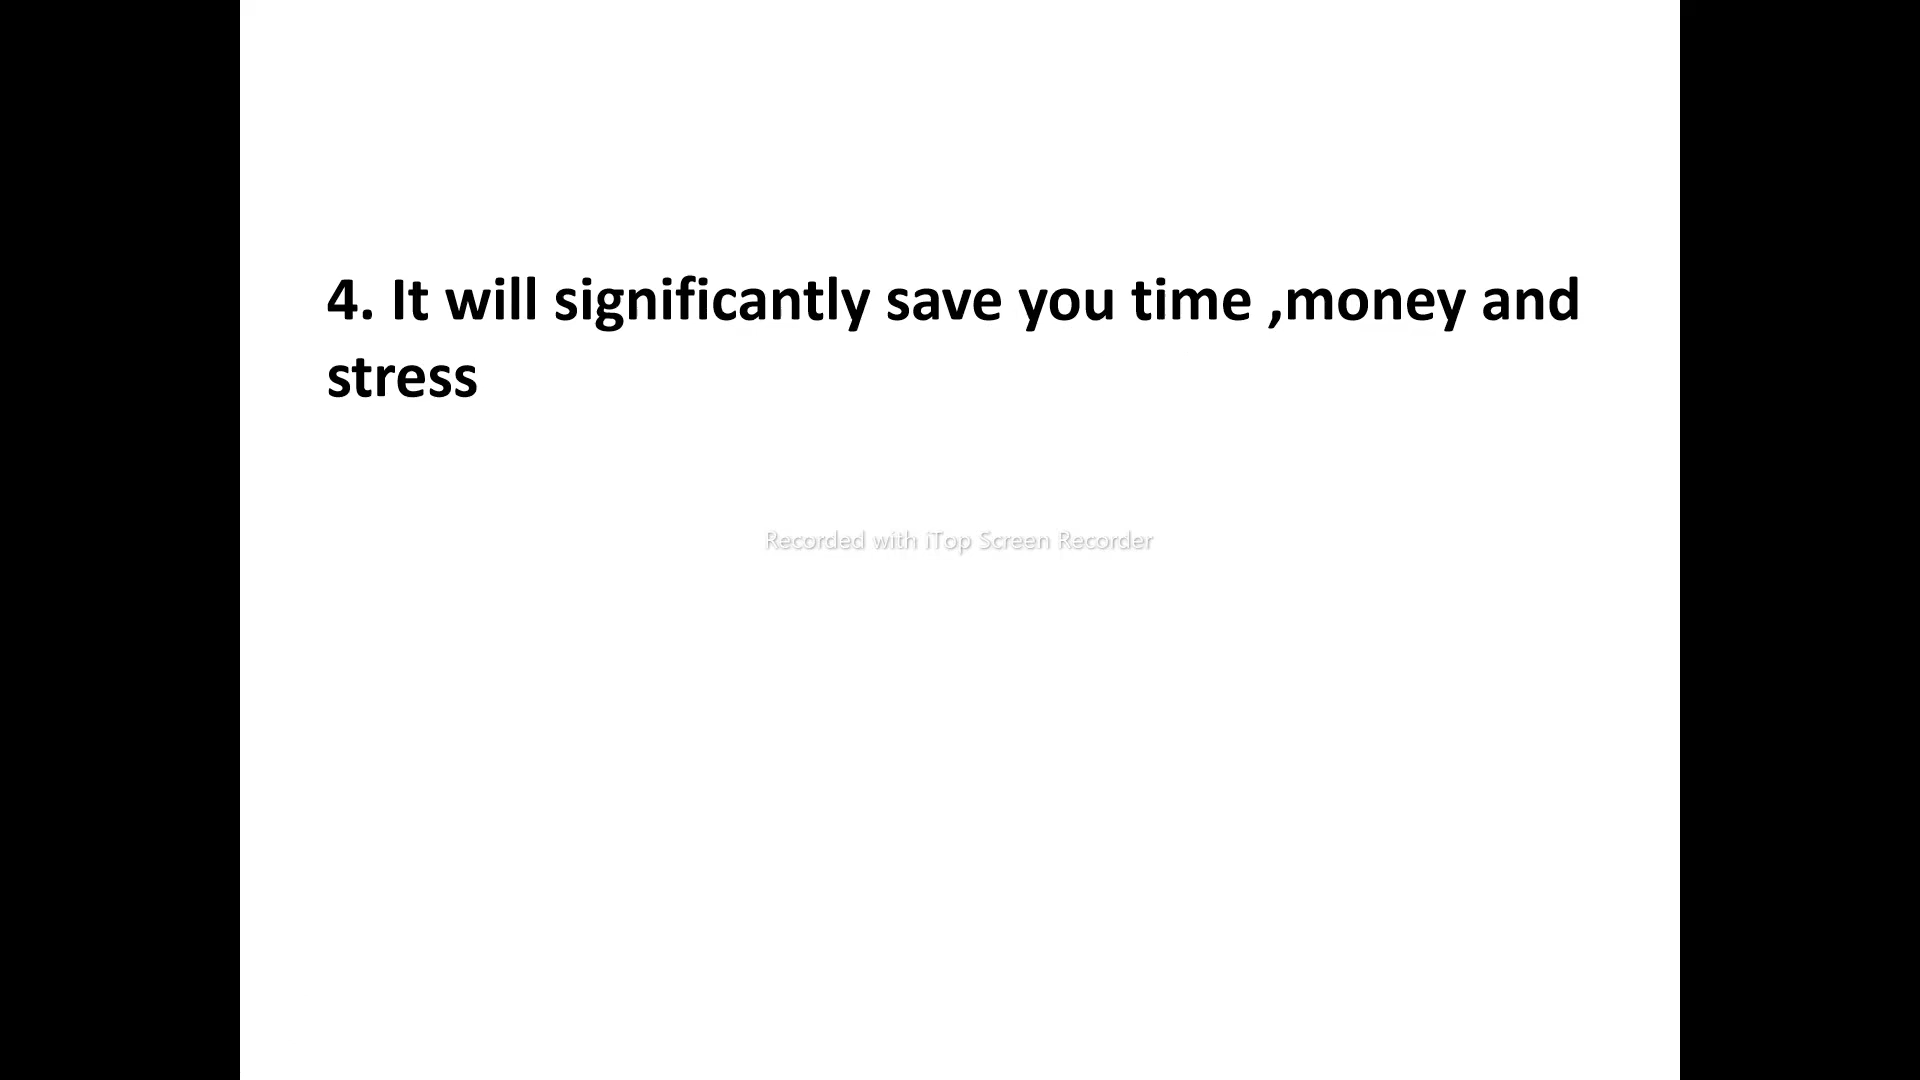 4. It will significantly save you time ,money and
stress
Recorded with iTop Screen Recorder